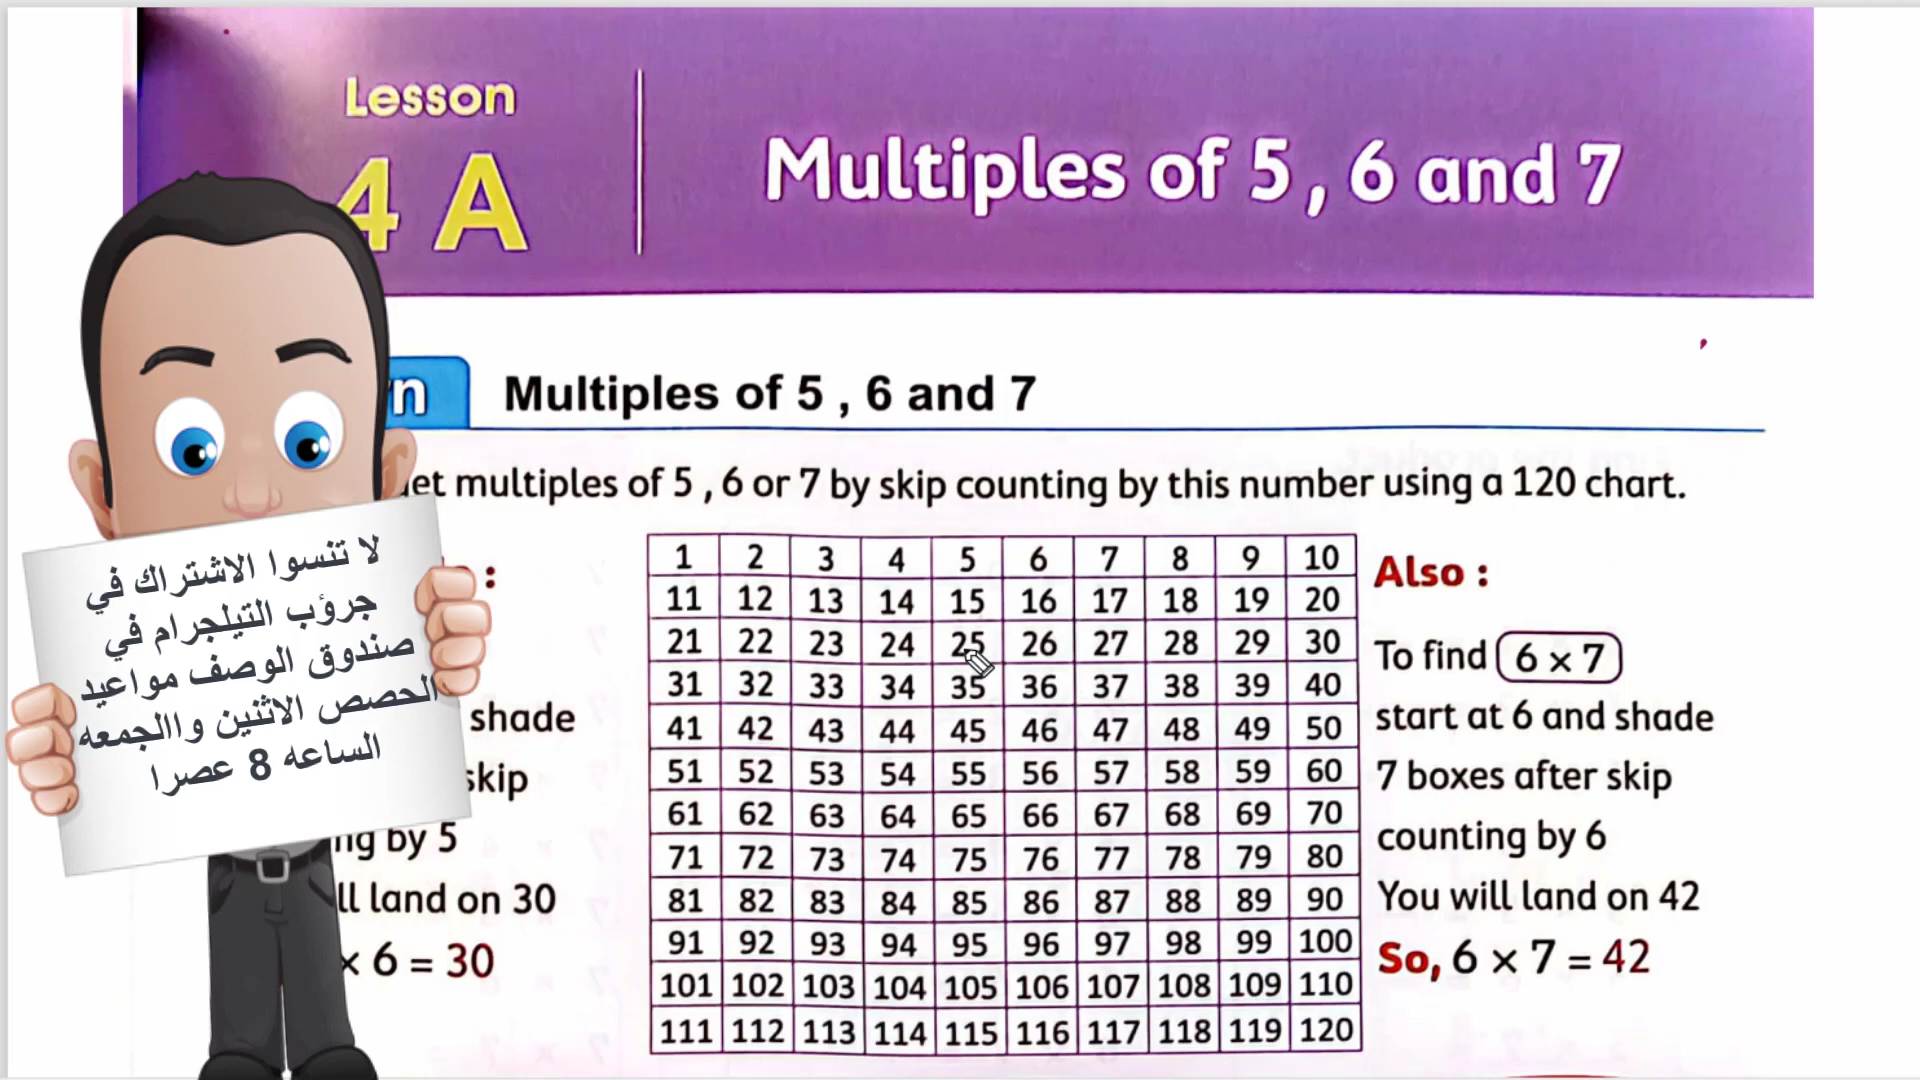 Lesson
4 A
Multiples of 5 , 6 and 7
Multiples of 5 , 6 and 7
multiples of 5 , 6 or 7 by skip counting by this number using a 120 chart.
لا تنسوا الاشتراك في
جرؤب التيلجرام في
صندوق الوصف مواعيد
الحصص الاثنين واالجمعه
الساعه 8 عصرا
:
shade
skip
by 5
land on 30
× 6 = 30
1 2 3 4 5 6 7 8 9 10
11 12 13 14 15 16 17 18 19 20
21 22 23 24 25 26 27 28 29 30
31 32 33 34 35 36 37 38 39 40
41 42 43 44 45 46 47 48 49 50
51 52 53 54 55 56 57 58 59 60
61 62 63 64 65 66 67 68 69 70
71 72 73 74 75 76 77 78 79 80
81 82 83 84 85 86 87 88 89 90
91 92 93 94 95 96 97 98 99 100
101 102 103 104 105 106 107 108 109 110
111 112 113 114 115 116 117 118 119 120
Also :
To find 6 × 7
start at 6 and shade
7 boxes after skip
counting by 6
You will land on 42
So, 6 × 7 = 42